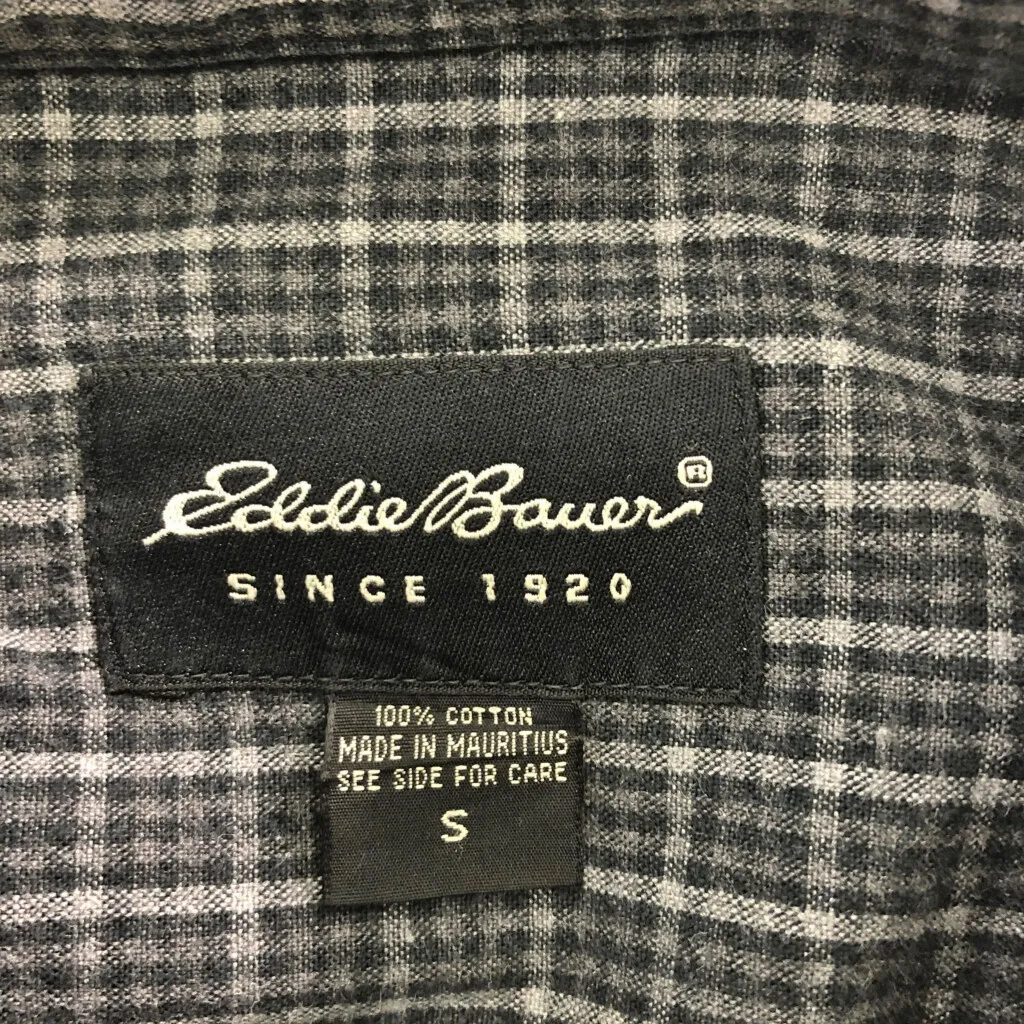 Eddie Bauer®
SINCE 1920
100% COTTON
MADE IN MAURITIUS
SEE SIDE FOR CARE
S